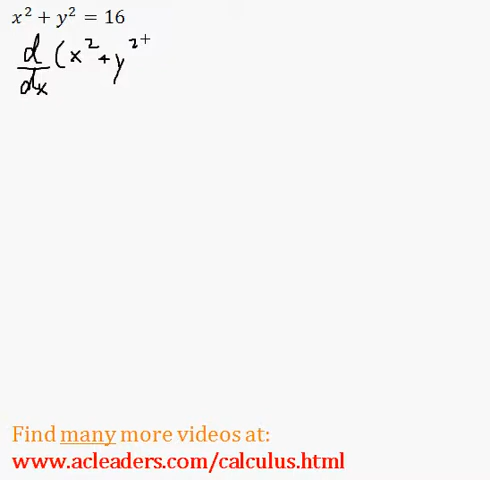 x² + y² = 16
d/dx (x² + y²⁺
Find many more videos at:
www.acleaders.com/calculus.html